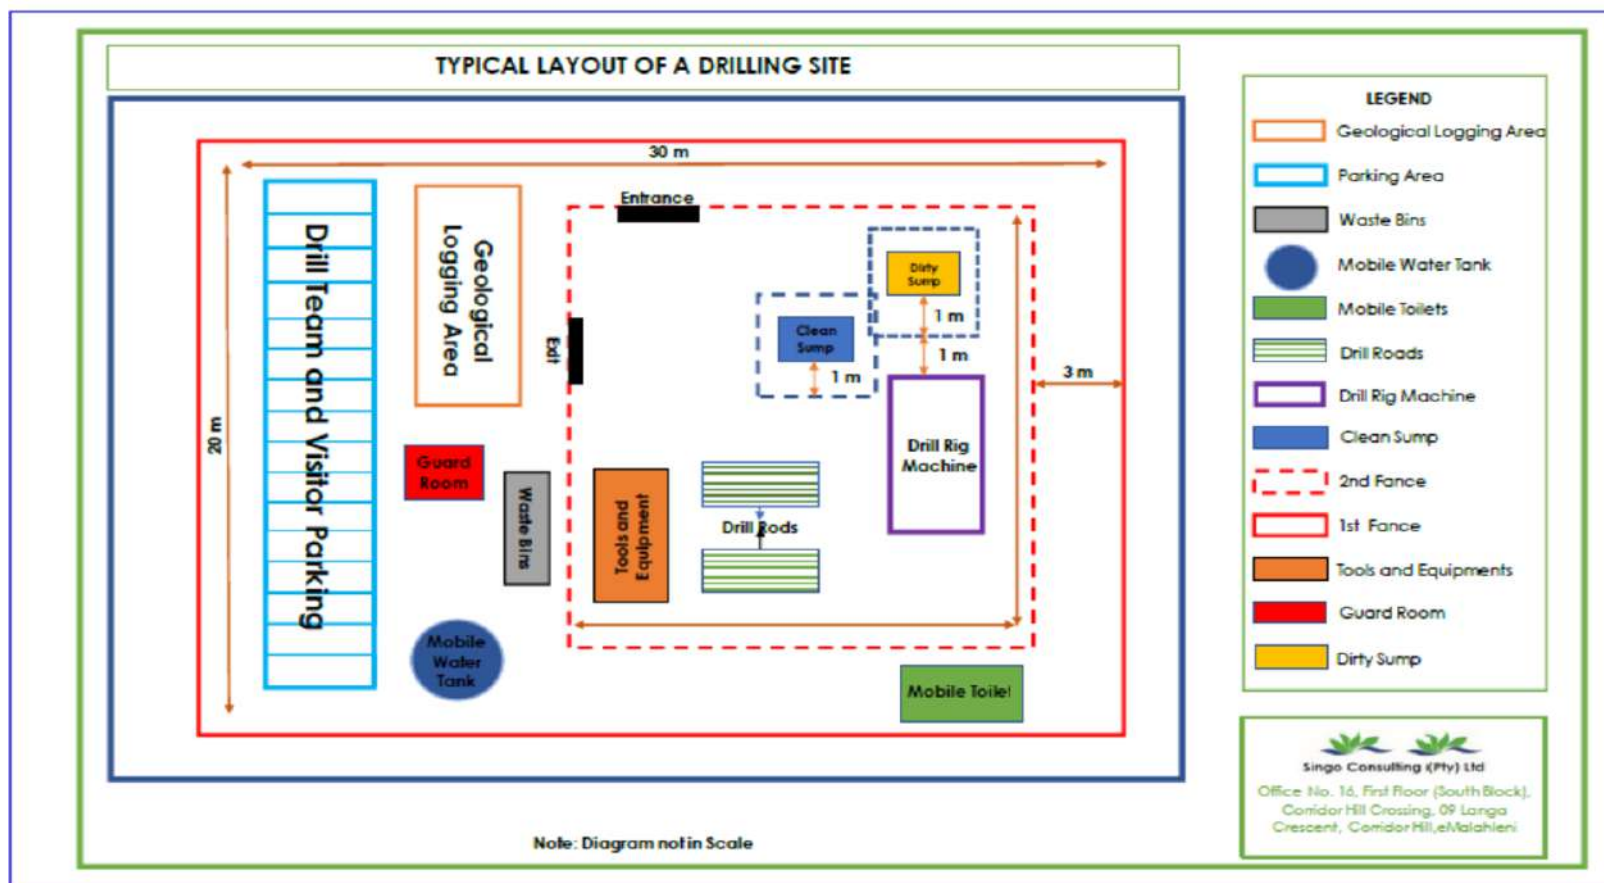 TYPICAL LAYOUT OF A DRILLING SITE
30 m
20 m
Drill Team and Visitor Parking
Geological
Logging Area
Entrance
Exit
Dirty
Sump
1 m
1 m
Clean
Sump
1 m
3 m
Drill Rig
Machine
Guard
Room
Waste Bins
Tools and
Equipment
Drill Rods
Mobile
Water
Tank
Mobile Toilet
Note: Diagram not in Scale
LEGEND
Geological Logging Area
Parking Area
Waste Bins
Mobile Water Tank
Mobile Toilets
Drill Roads
Drill Rig Machine
Clean Sump
2nd Fance
1st Fance
Tools and Equipments
Guard Room
Dirty Sump
Singo Consulting (Pty) Ltd
Office No. 16, First Floor (South Block),
Corridor Hill Crossing, 09 Langa
Crescent, Corridor Hill,eMalahleni